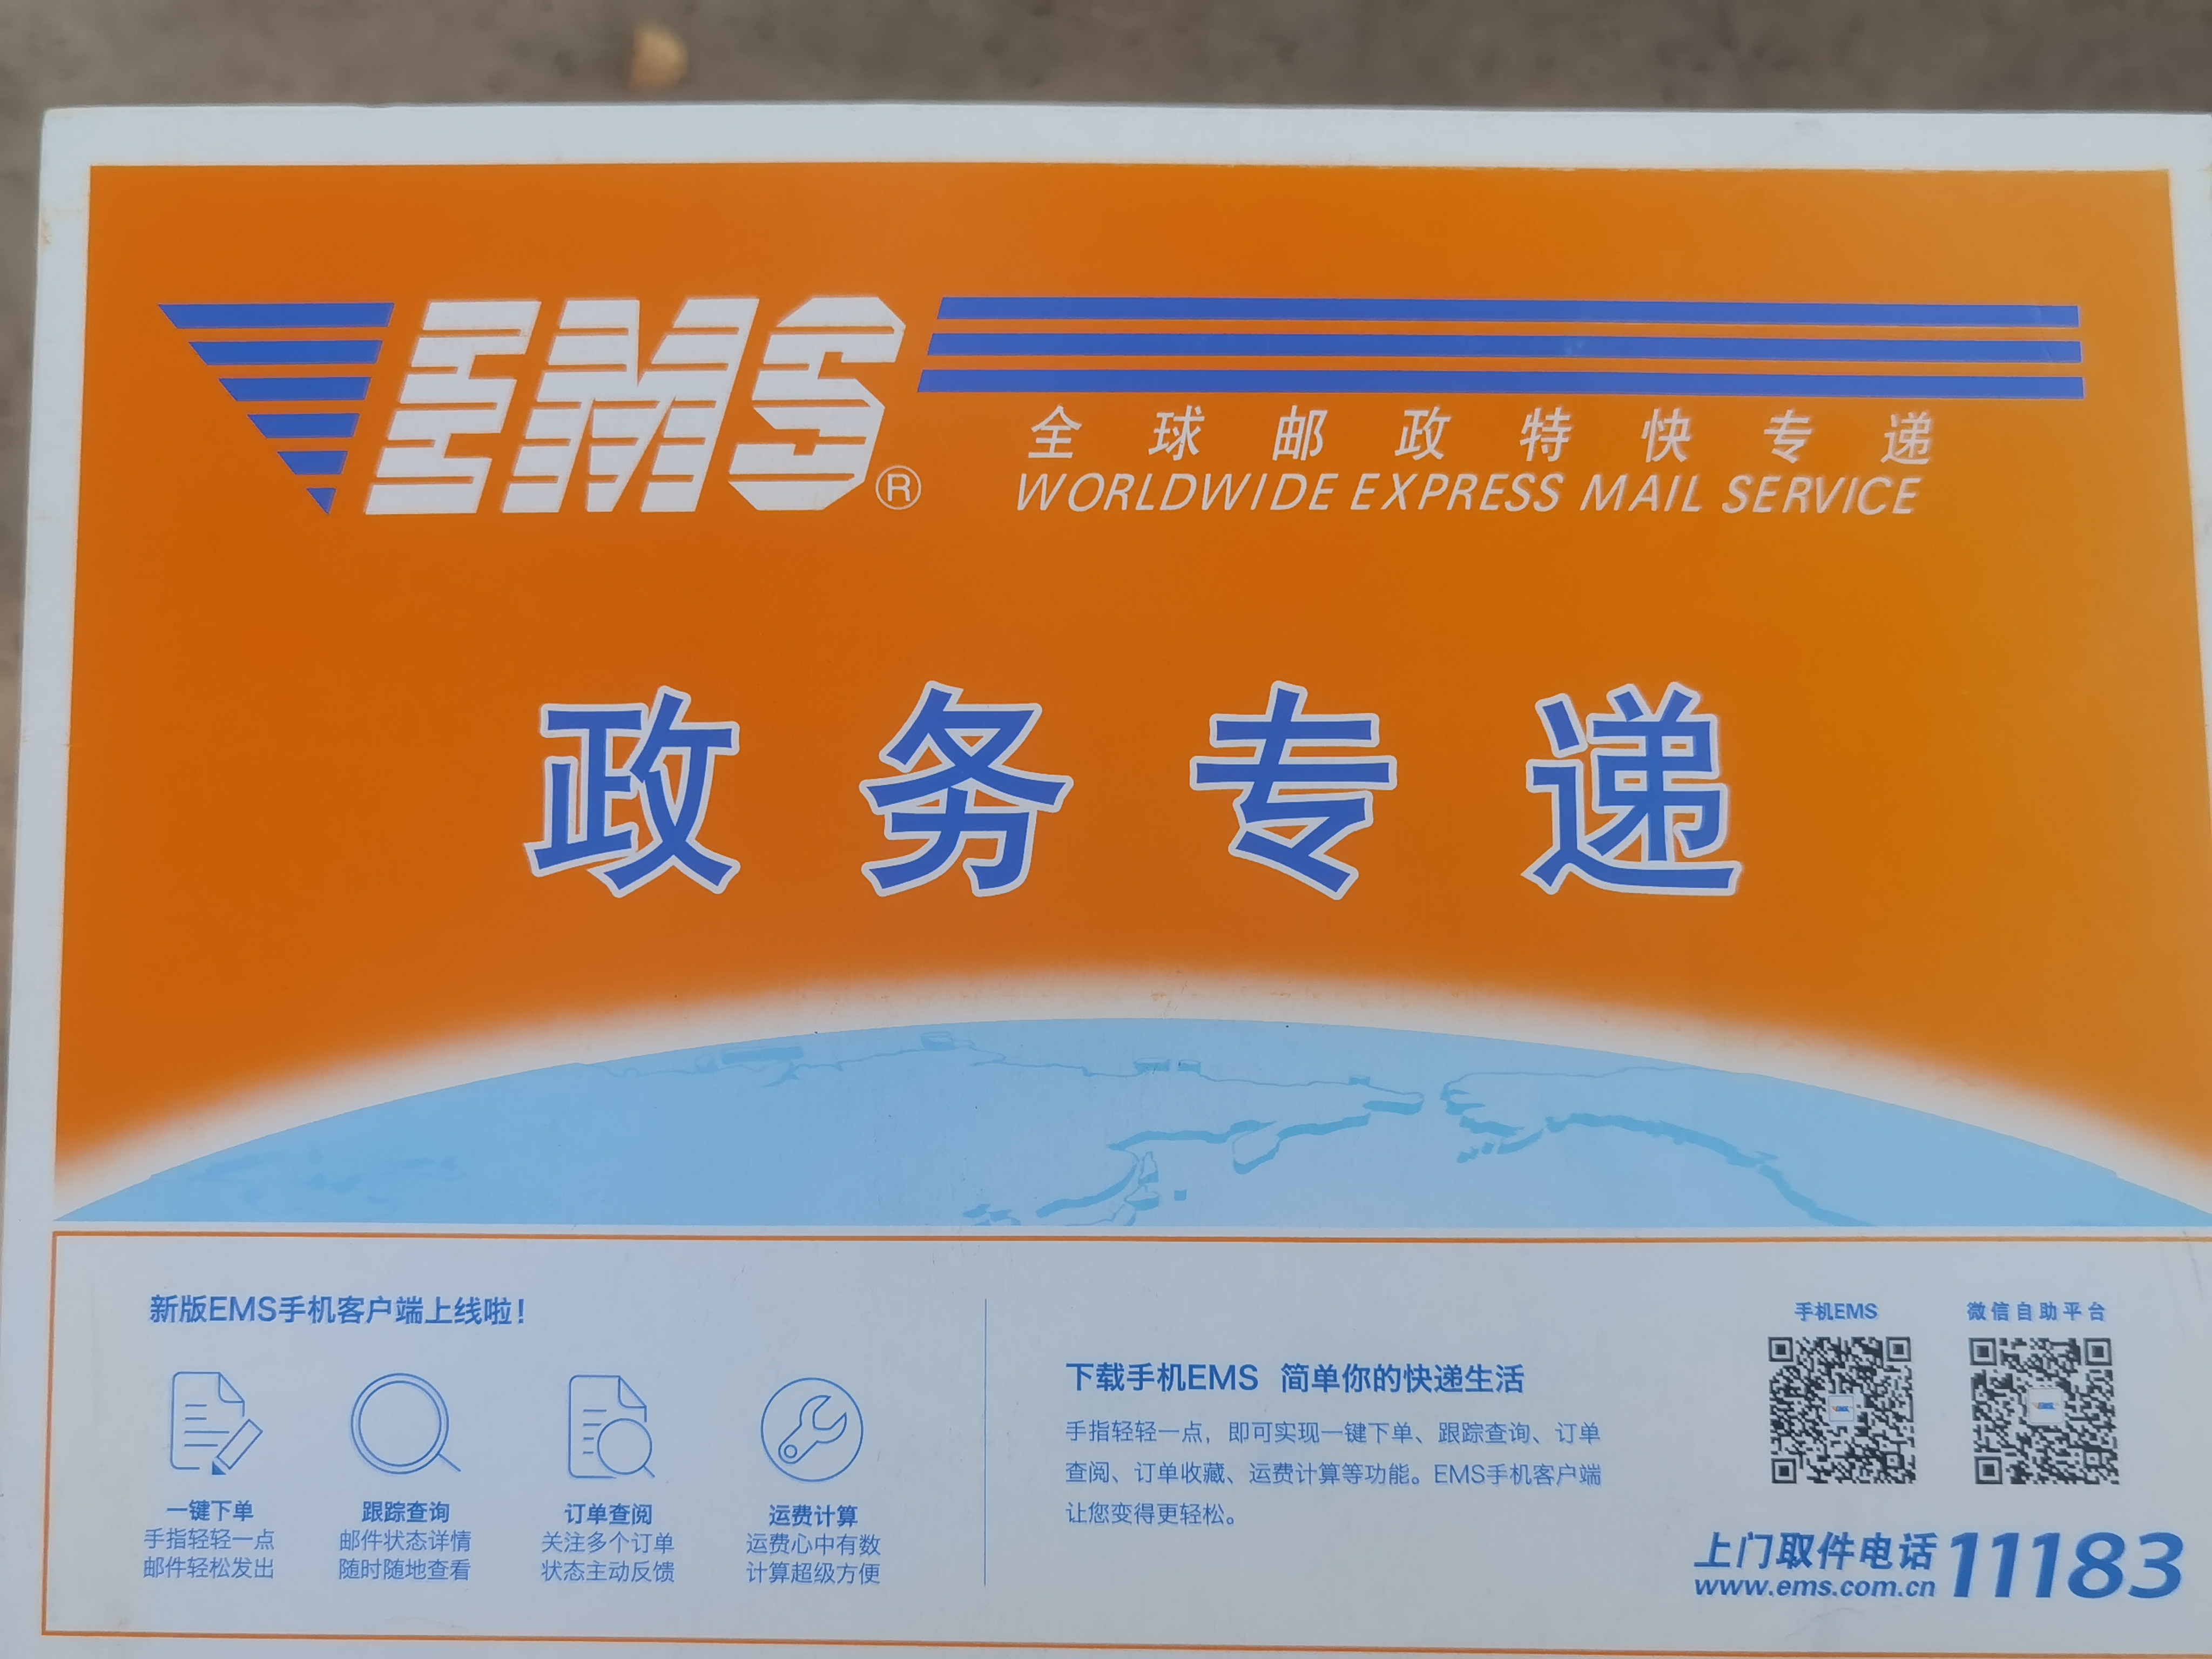 EMS®
全球邮政特快专递
WORLDWIDE EXPRESS MAIL SERVICE
政务专递
新版EMS手机客户端上线啦！
一键下单
手指轻轻一点
邮件轻松发出
跟踪查询
邮件状态详情
随时随地查看
订单查阅
关注多个订单
状态主动反馈
运费计算
运费心中有数
计算超级方便
下载手机EMS 简单你的快递生活
手指轻轻一点，即可实现一键下单、跟踪查询、订单
查阅、订单收藏、运费计算等功能。EMS手机客户端
让您变得更轻松。
手机EMS
微信自助平台
上门取件电话 11183
www.ems.com.cn